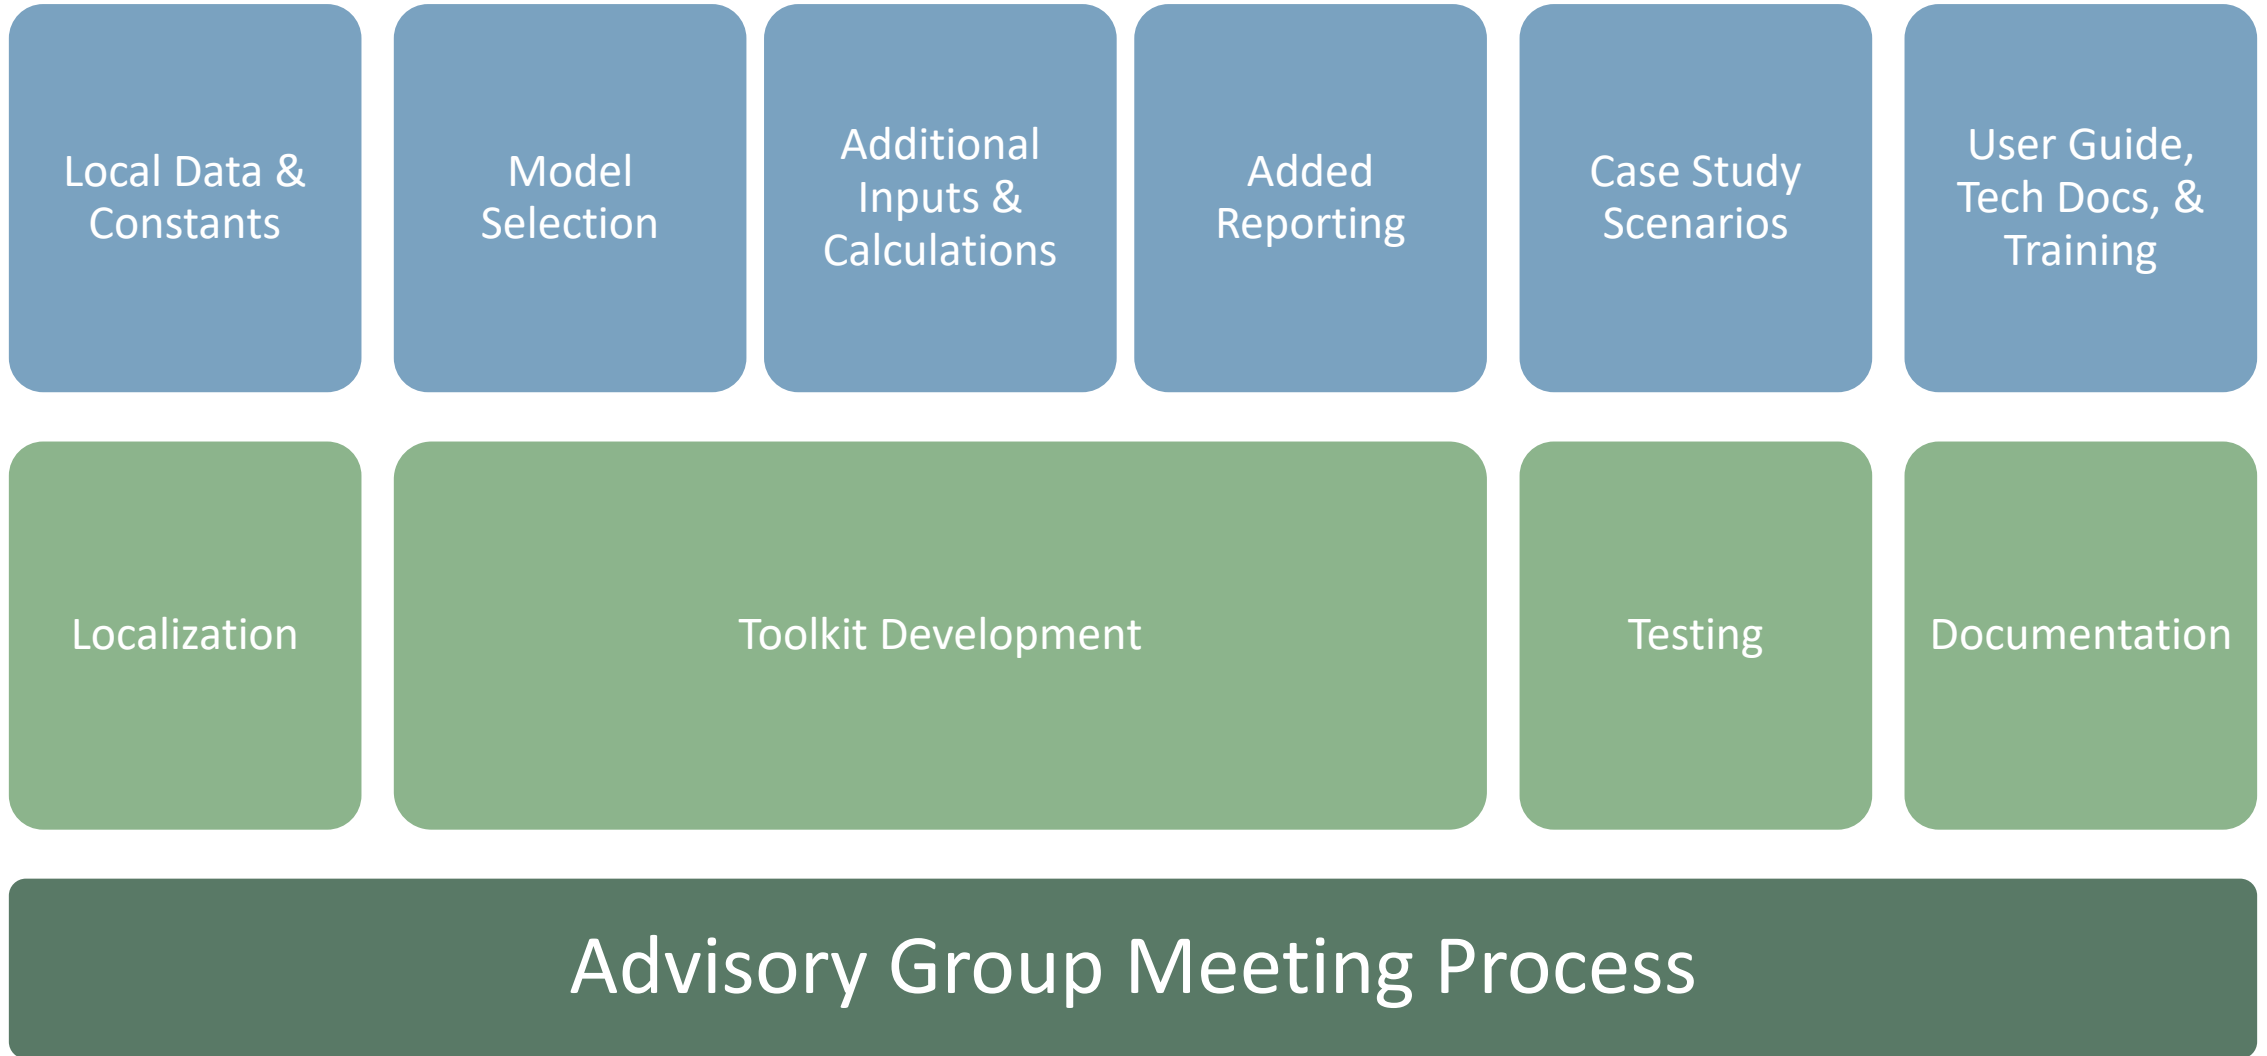 Local Data &
Constants
Model
Selection
Additional
Inputs &
Calculations
Added
Reporting
Case Study
Scenarios
User Guide,
Tech Docs, &
Training
Localization
Toolkit Development
Testing
Documentation
Advisory Group Meeting Process